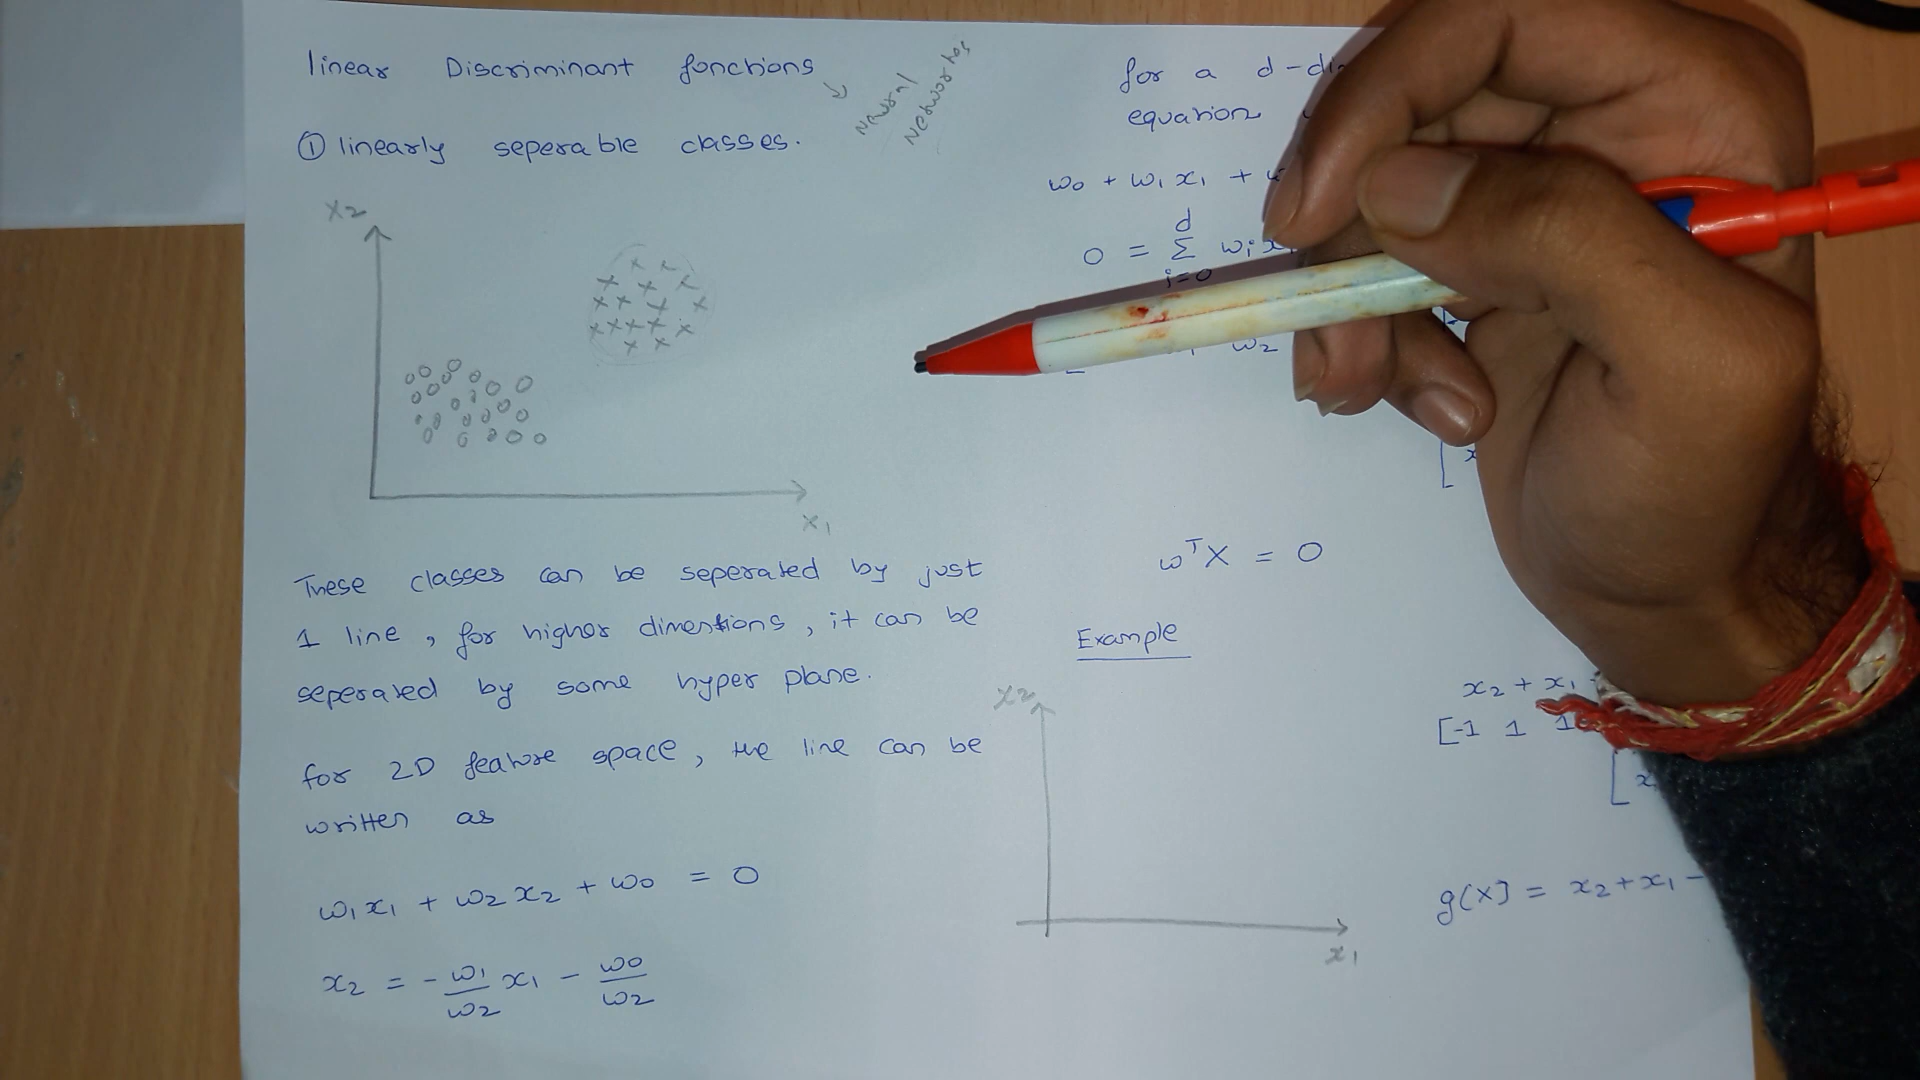 linear Discriminant fonctions
Neural
Networks
① linearly seperable classes.
X2
X1
These classes can be seperated by just
1 line, for higher dimenstions, it can be
seperated by some hyper plane.
for 2D feature space, the line can be
written as
w1x1 + w2x2 + w0 = 0
x2 = - w1/w2 x1 - w0/w2
for a
equation
w0 + w1 x1 +
0 = d Σ i=0 wi
w2
wᵀX = 0
Example
x2
x1
x2 + x1
[-1 1 1
g(x) = x2 + x1 -